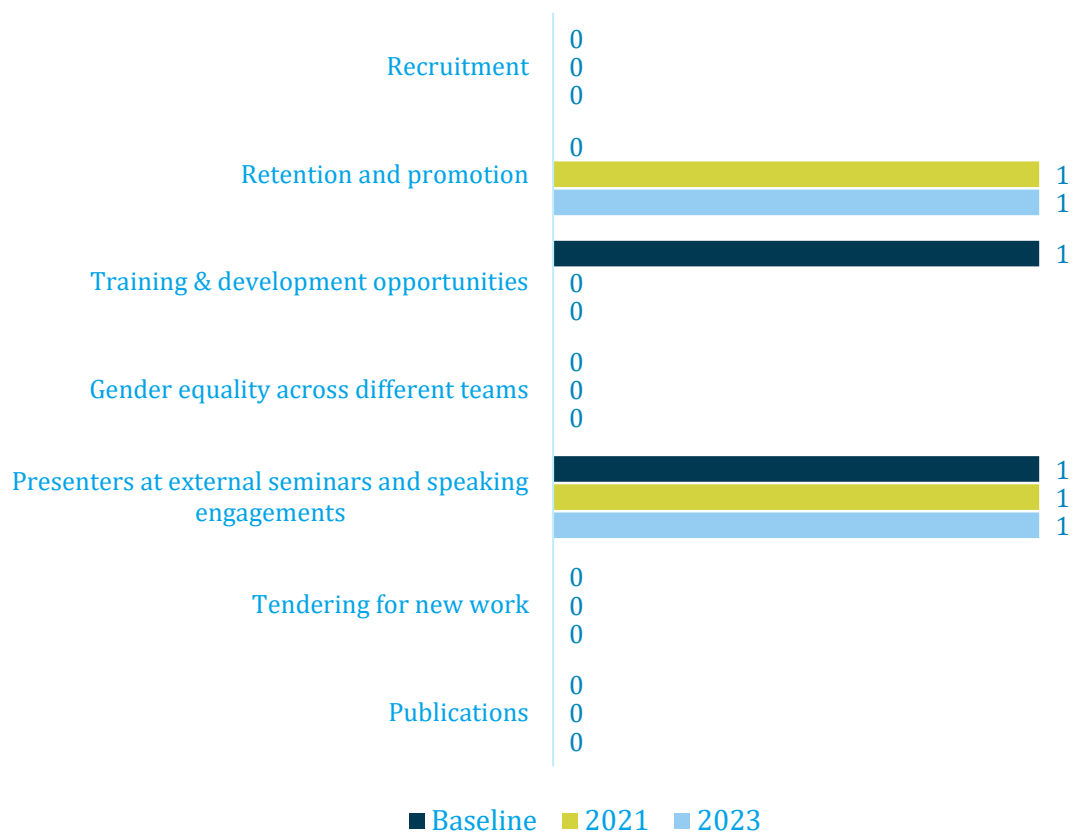 0
Recruitment 0
0
0
Retention and promotion 1
1
1
Training & development opportunities 0
0
0
Gender equality across different teams 0
0
1
Presenters at external seminars and speaking 1
engagements 1
0
Tendering for new work 0
0
0
Publications 0
0
Baseline 2021 2023